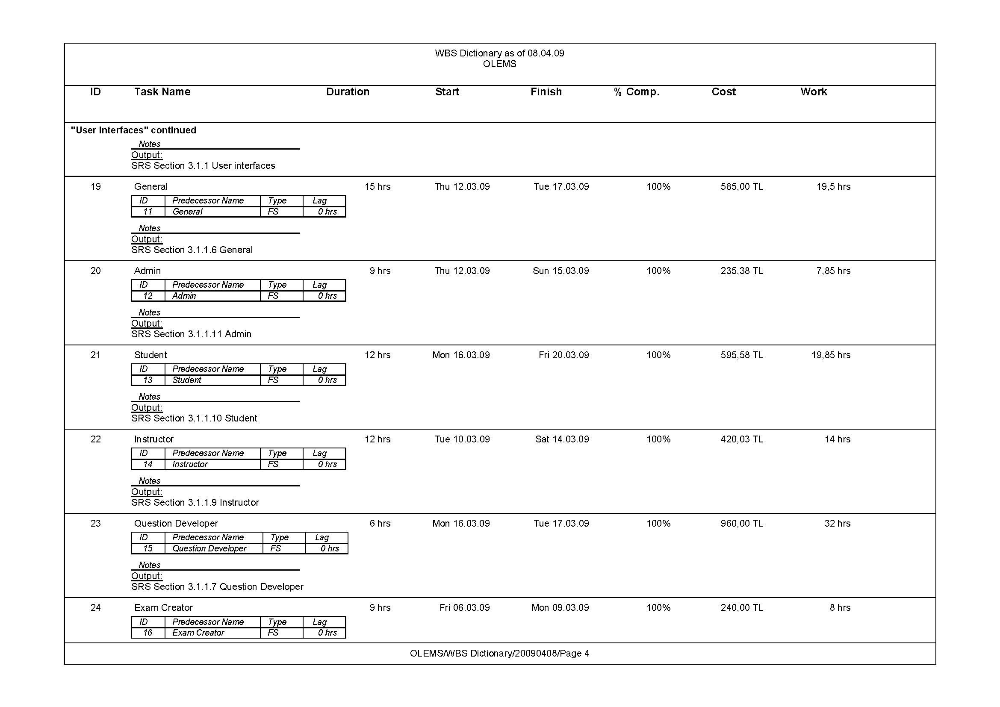 WBS Dictionary as of 08.04.09
OLEMS
ID Task Name Duration Start Finish % Comp. Cost Work
"User Interfaces" continued
Notes
Output:
SRS Section 3.1.1 User interfaces
19 General 15 hrs Thu 12.03.09 Tue 17.03.09 100% 585,00 TL 19,5 hrs
ID Predecessor Name Type Lag
11 General FS 0 hrs
Notes
Output:
SRS Section 3.1.1.6 General
20 Admin 9 hrs Thu 12.03.09 Sun 15.03.09 100% 235,38 TL 7,85 hrs
ID Predecessor Name Type Lag
12 Admin FS 0 hrs
Notes
Output:
SRS Section 3.1.1.11 Admin
21 Student 12 hrs Mon 16.03.09 Fri 20.03.09 100% 595,58 TL 19,85 hrs
ID Predecessor Name Type Lag
13 Student FS 0 hrs
Notes
Output:
SRS Section 3.1.1.10 Student
22 Instructor 12 hrs Tue 10.03.09 Sat 14.03.09 100% 420,03 TL 14 hrs
ID Predecessor Name Type Lag
14 Instructor FS 0 hrs
Notes
Output:
SRS Section 3.1.1.9 Instructor
23 Question Developer 6 hrs Mon 16.03.09 Tue 17.03.09 100% 960,00 TL 32 hrs
ID Predecessor Name Type Lag
15 Question Developer FS 0 hrs
Notes
Output:
SRS Section 3.1.1.7 Question Developer
24 Exam Creator 9 hrs Fri 06.03.09 Mon 09.03.09 100% 240,00 TL 8 hrs
ID Predecessor Name Type Lag
16 Exam Creator FS 0 hrs
OLEMS/WBS Dictionary/20090408/Page 4